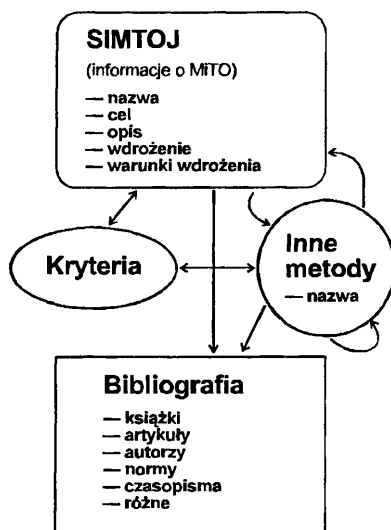 SIMTOJ
(informacje o MiTO)
— nazwa
— cel
— opis
— wdrożenie
— warunki wdrożenia
Kryteria
Inne
metody
— nazwa
Bibliografia
— książki
— artykuły
— autorzy
— normy
— czasopisma
— różne